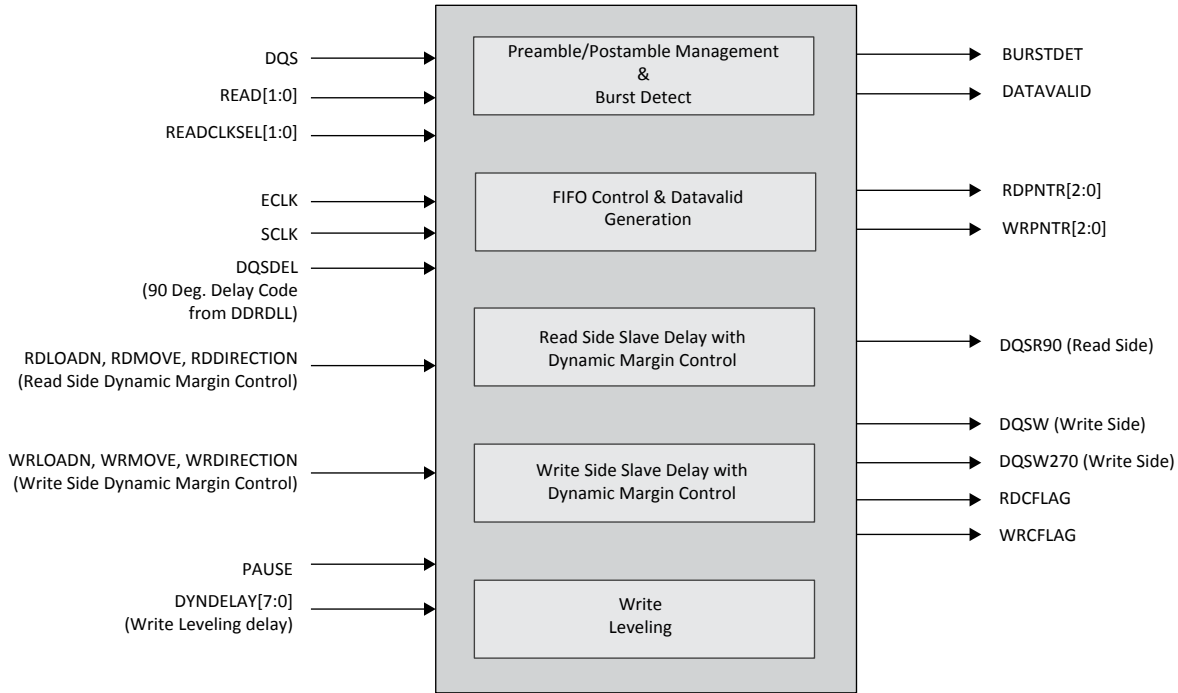 DQS
READ[1:0]
READCLKSEL[1:0]
ECLK
SCLK
DQSDEL
(90 Deg. Delay Code
from DDRDLL)
RDLOADN, RDMOVE, RDDIRECTION
(Read Side Dynamic Margin Control)
WRLOADN, WRMOVE, WRDIRECTION
(Write Side Dynamic Margin Control)
PAUSE
DYNDELAY[7:0]
(Write Leveling delay)
Preamble/Postamble Management
&
Burst Detect
FIFO Control & Datavalid
Generation
Read Side Slave Delay with
Dynamic Margin Control
Write Side Slave Delay with
Dynamic Margin Control
Write
Leveling
BURSTDET
DATAVALID
RDPNTR[2:0]
WRPNTR[2:0]
DQSR90 (Read Side)
DQSW (Write Side)
DQSW270 (Write Side)
RDCFLAG
WRCFLAG